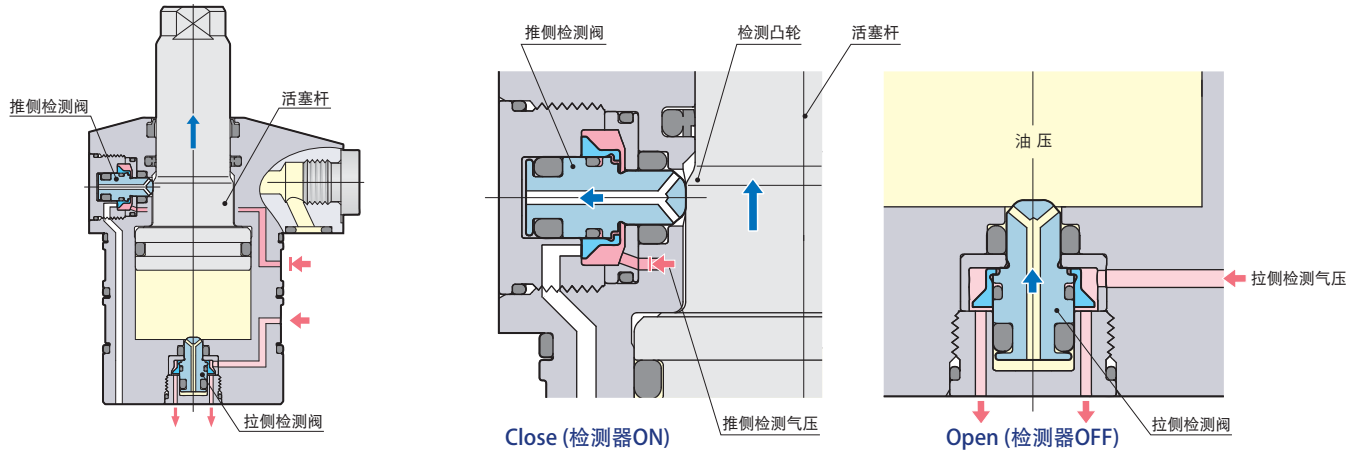 推侧检测阀
活塞杆
拉侧检测阀
推侧检测阀
检测凸轮
活塞杆
推侧检测气压
Close (检测器ON)
油压
拉侧检测气压
拉侧检测阀
Open (检测器OFF)